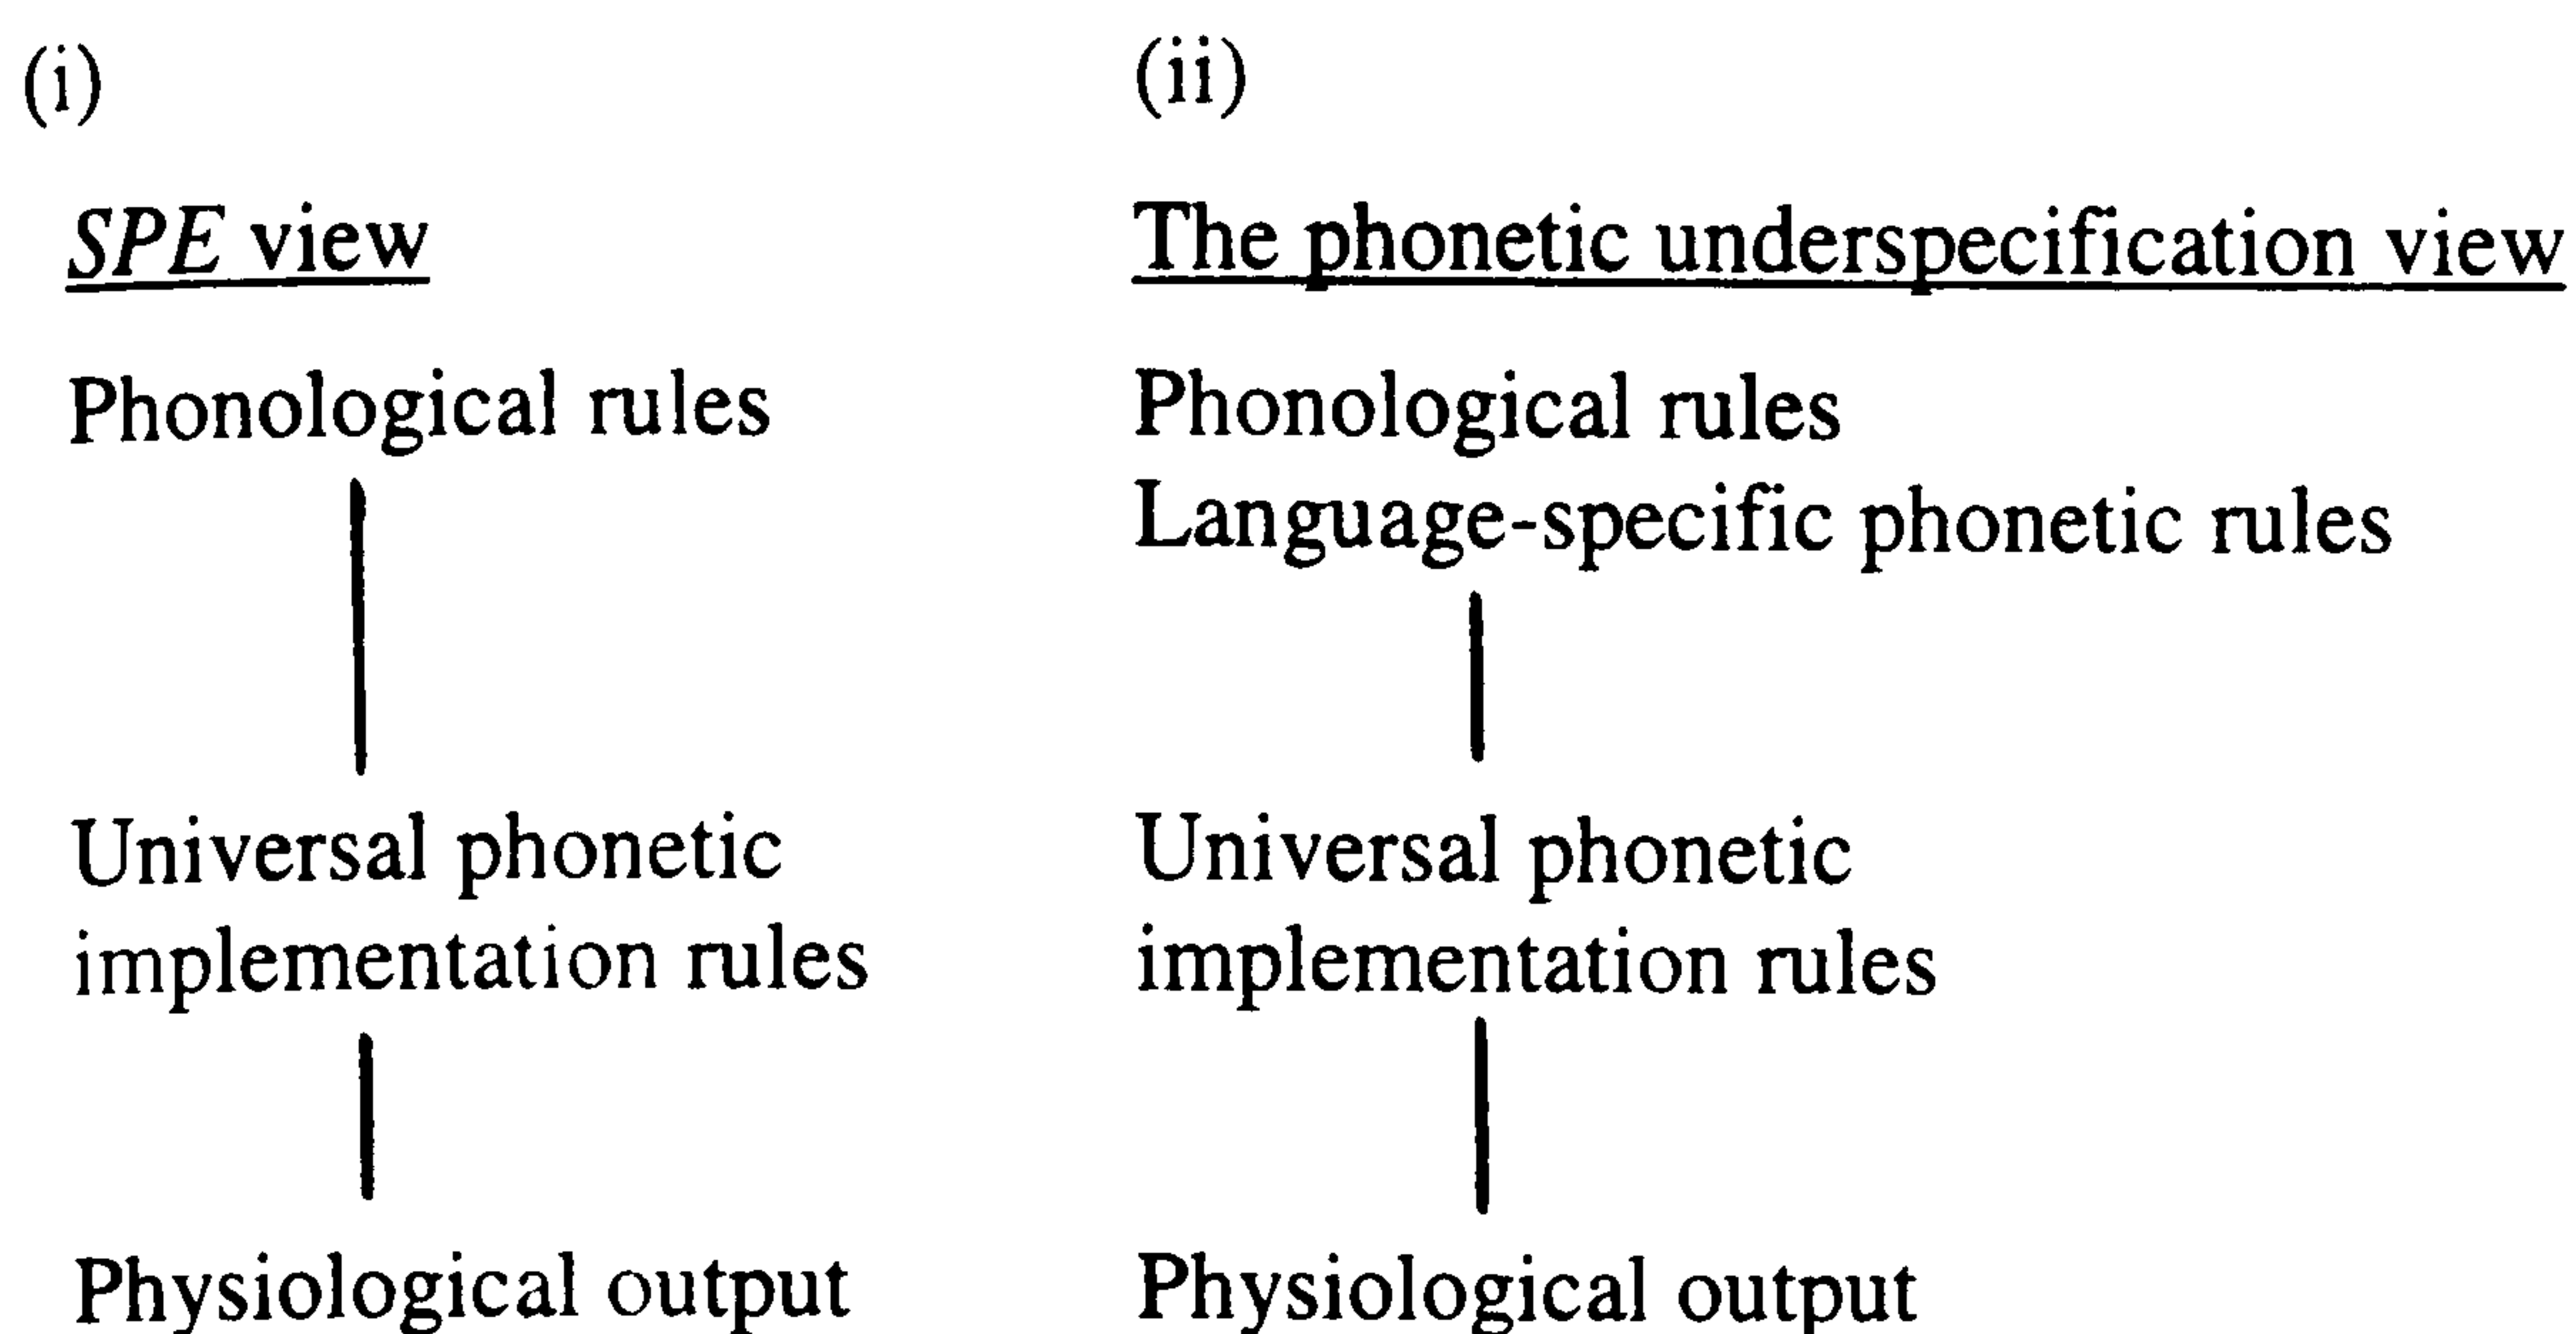 (i)
SPE view
Phonological rules
Universal phonetic
implementation rules
Physiological output
(ii)
The phonetic underspecification view
Phonological rules
Language-specific phonetic rules
Universal phonetic
implementation rules
Physiological output